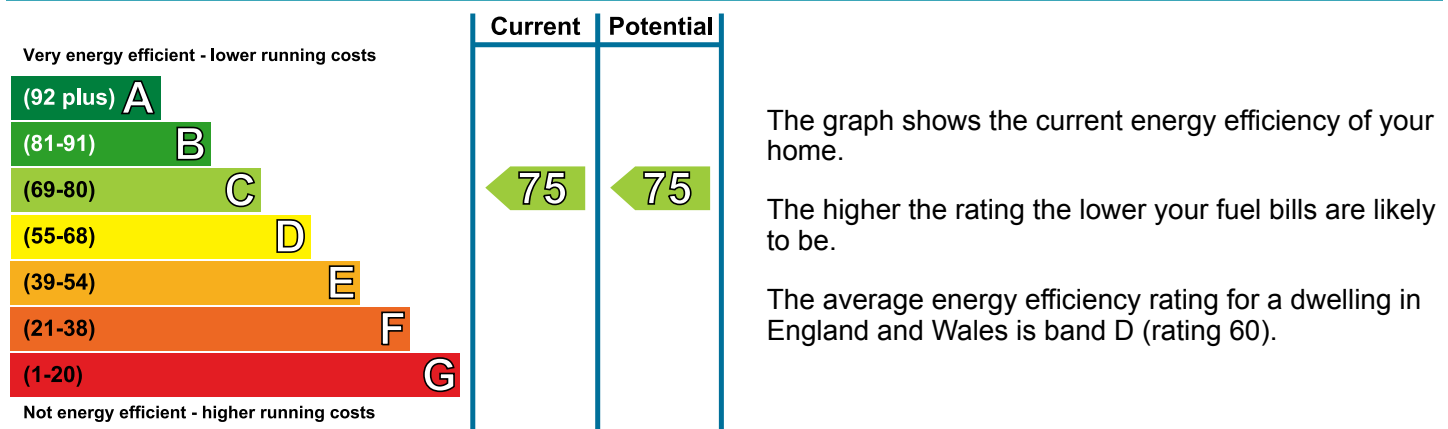 Current Potential
Very energy efficient - lower running costs
(92 plus) A
(81-91) B
(69-80) C
75 75
(55-68) D
(39-54) E
(21-38) F
(1-20) G
Not energy efficient - higher running costs
The graph shows the current energy efficiency of your
home.
The higher the rating the lower your fuel bills are likely
to be.
The average energy efficiency rating for a dwelling in
England and Wales is band D (rating 60).